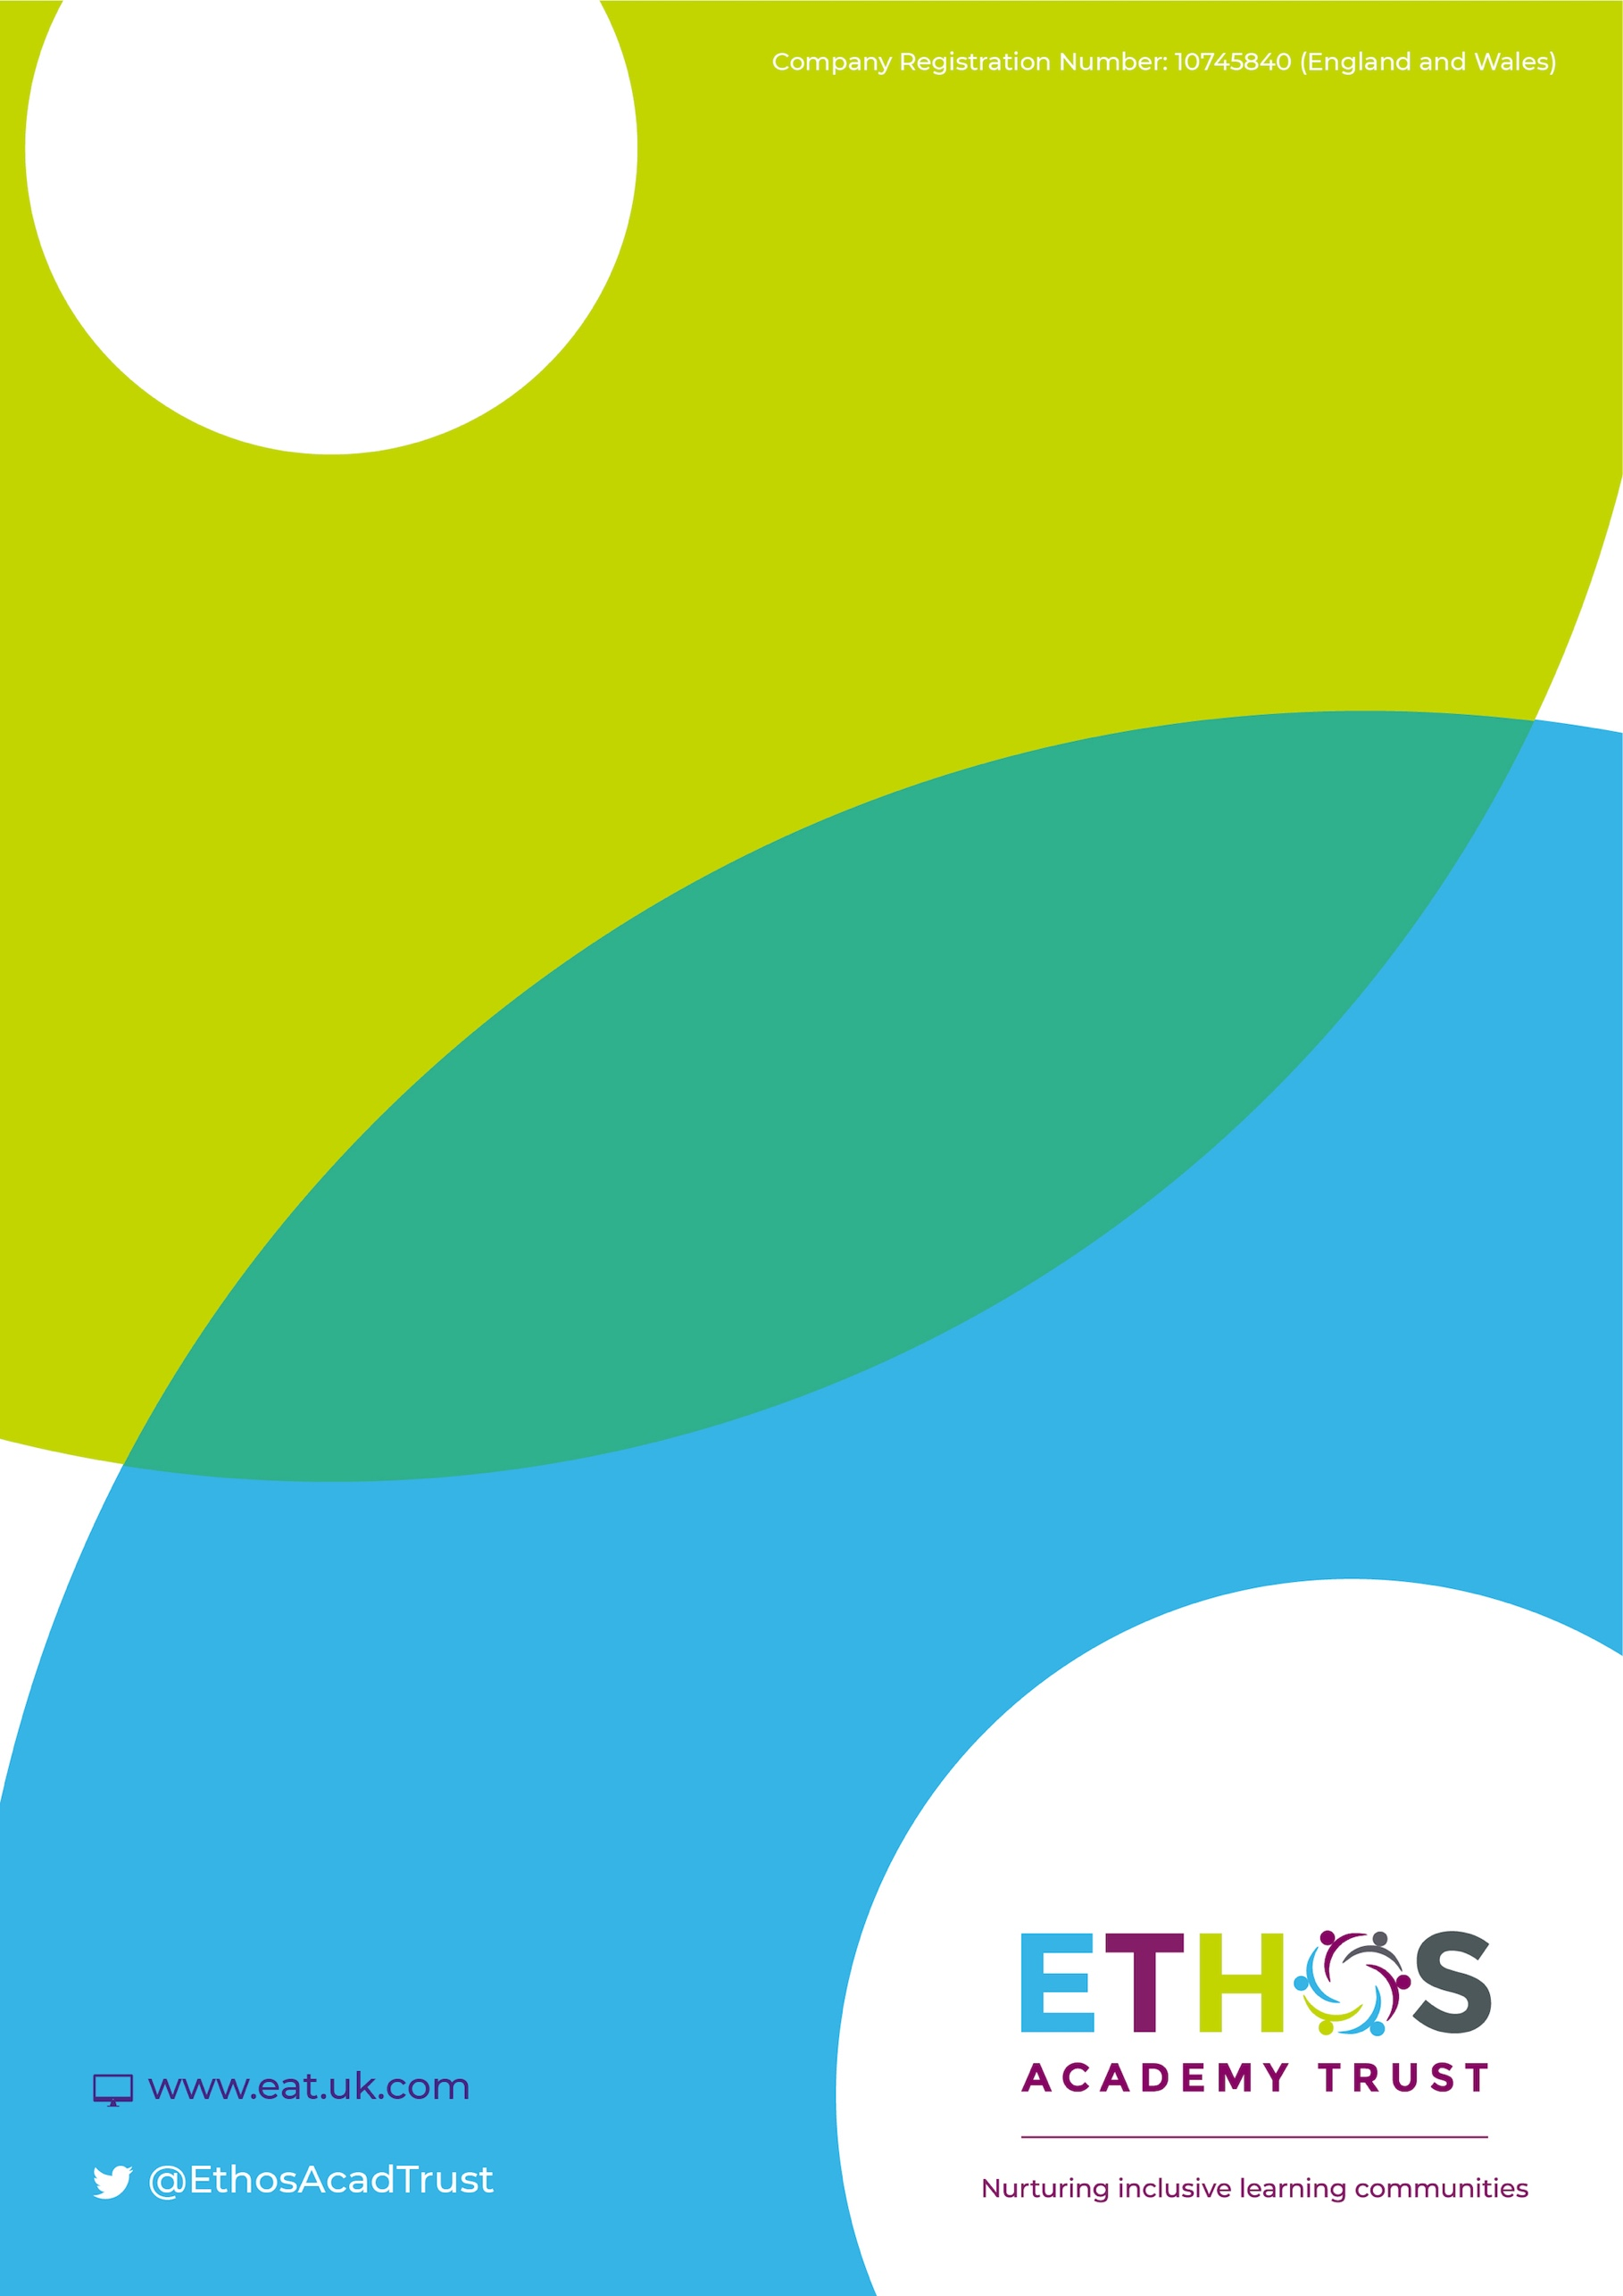 Company Registration Number: 10745840 (England and Wales)
ETHOS
ACADEMY TRUST
Nurturing inclusive learning communities
www.eat.uk.com
@EthosAcadTrust